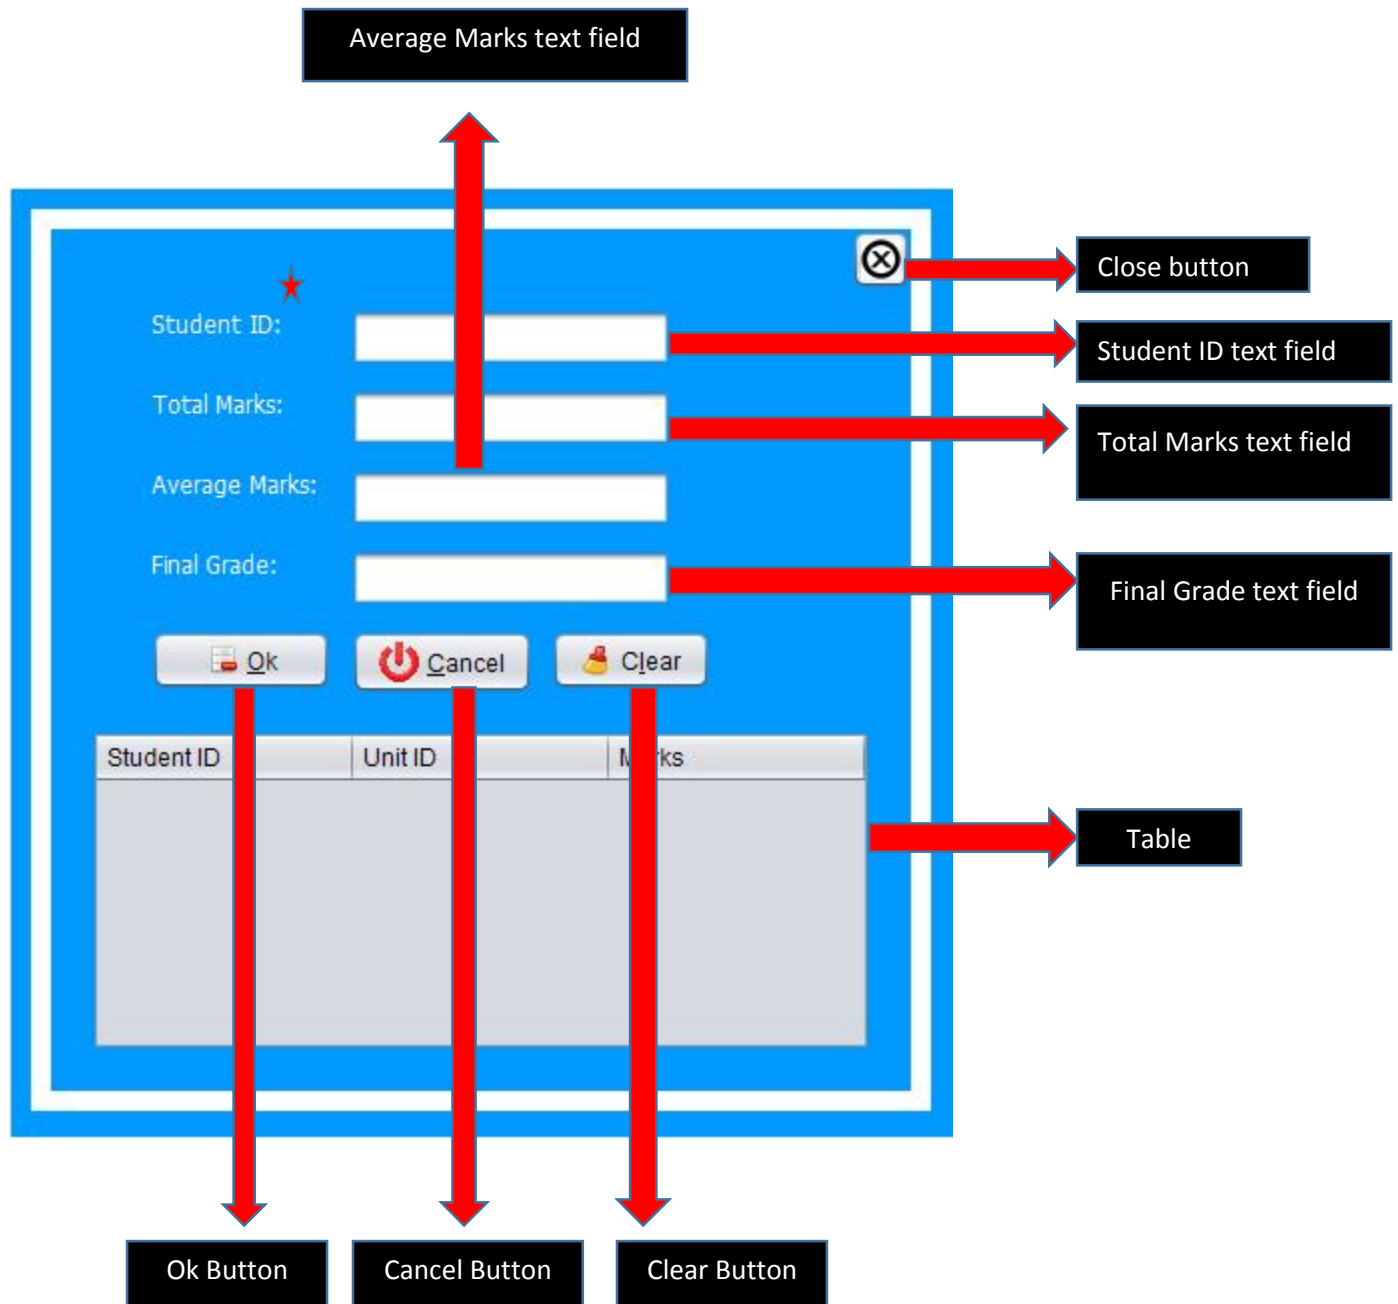 Average Marks text field
Close button
Student ID:
Student ID text field
Total Marks:
Total Marks text field
Average Marks:
Final Grade:
Final Grade text field
Ok
Cancel
Clear
Student ID
Unit ID
Marks
Table
Ok Button
Cancel Button
Clear Button